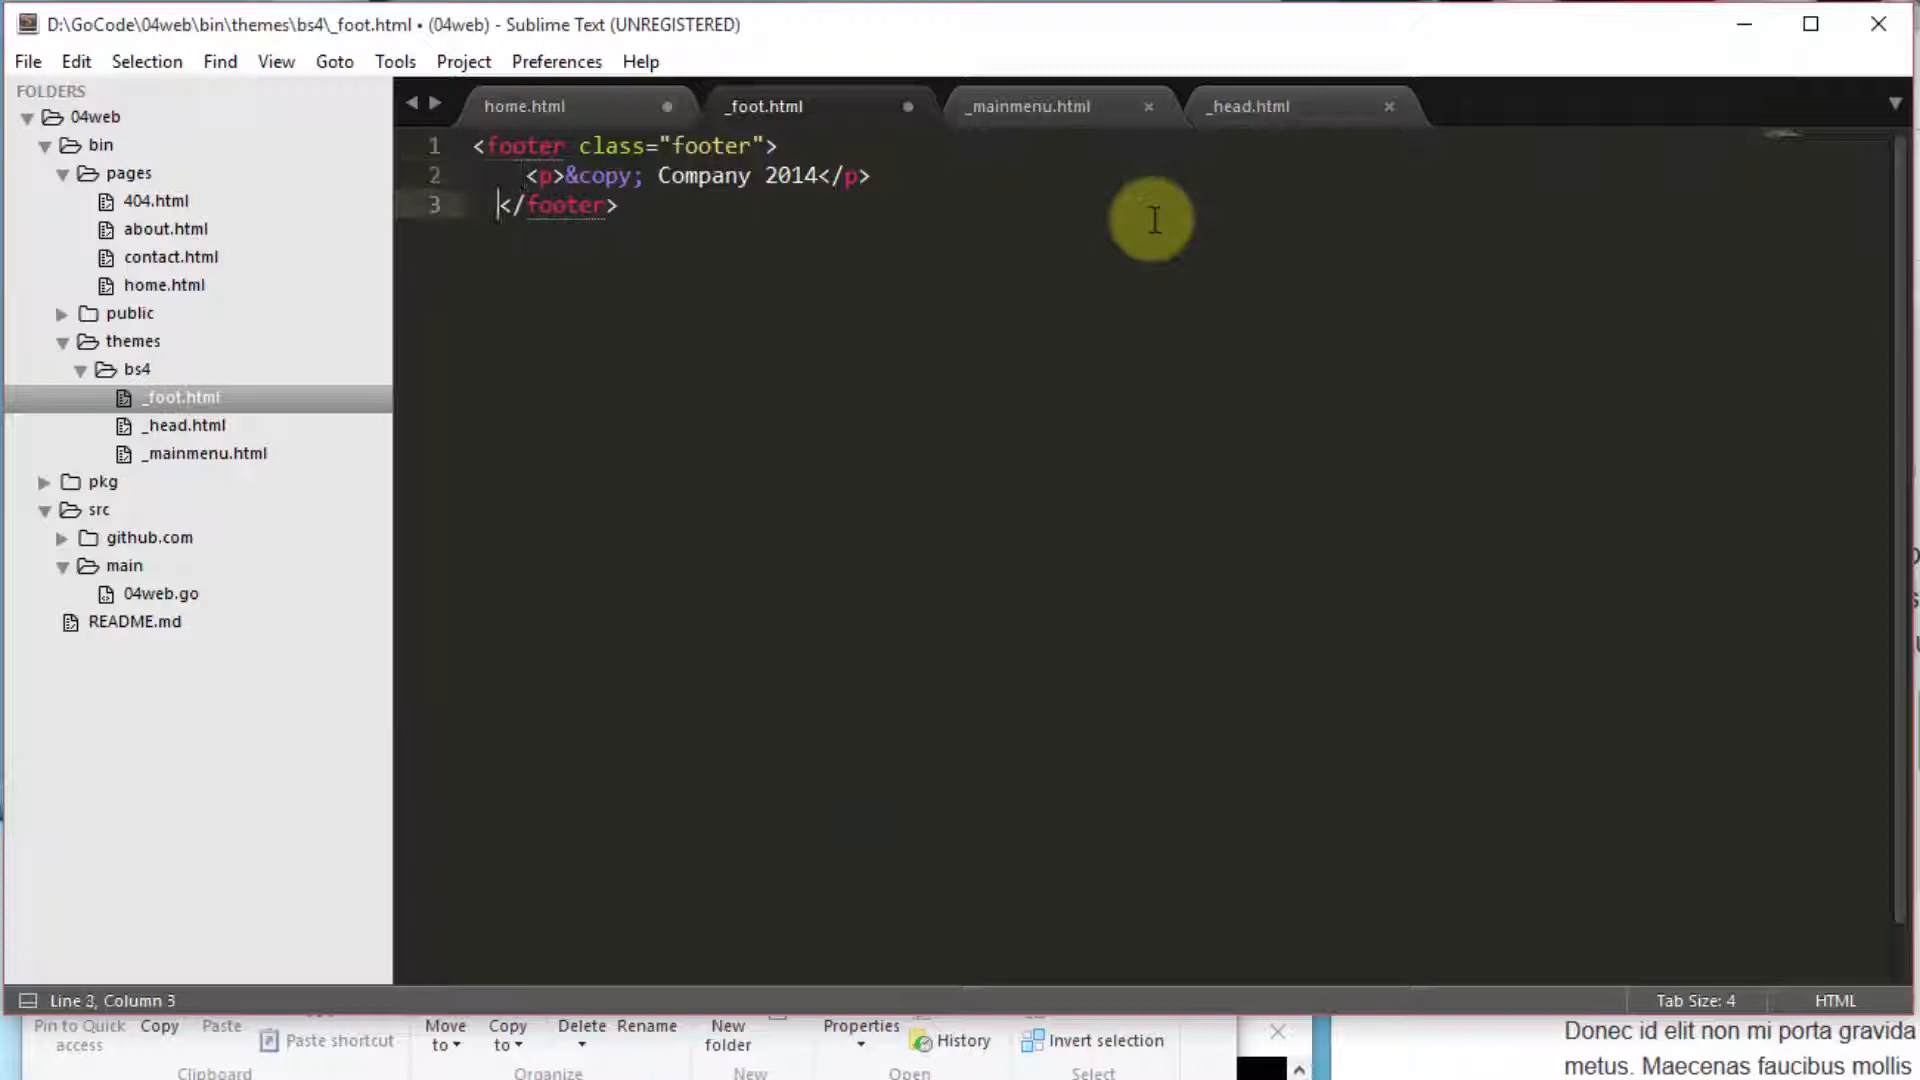 D:\GoCode\04web\bin\themes\bs4\_foot.html • (04web) - Sublime Text (UNREGISTERED)
File Edit Selection Find View Goto Tools Project Preferences Help
FOLDERS
04web
bin
pages
404.html
about.html
contact.html
home.html
public
themes
bs4
_foot.html
_head.html
_mainmenu.html
pkg
src
github.com
main
04web.go
README.md
home.html _foot.html _mainmenu.html _head.html
1 <footer class="footer">
2 <p>&copy; Company 2014</p>
3 </footer>
Line 3, Column 3 Tab Size: 4 HTML
Pin to Quick access
Copy
Paste
Paste shortcut
Clipboard
Move to
Copy to
Delete
Rename
Organize
New folder
New
Properties
History
Open
Invert selection
Select
Donec id elit non mi porta gravida
metus. Maecenas faucibus mollis